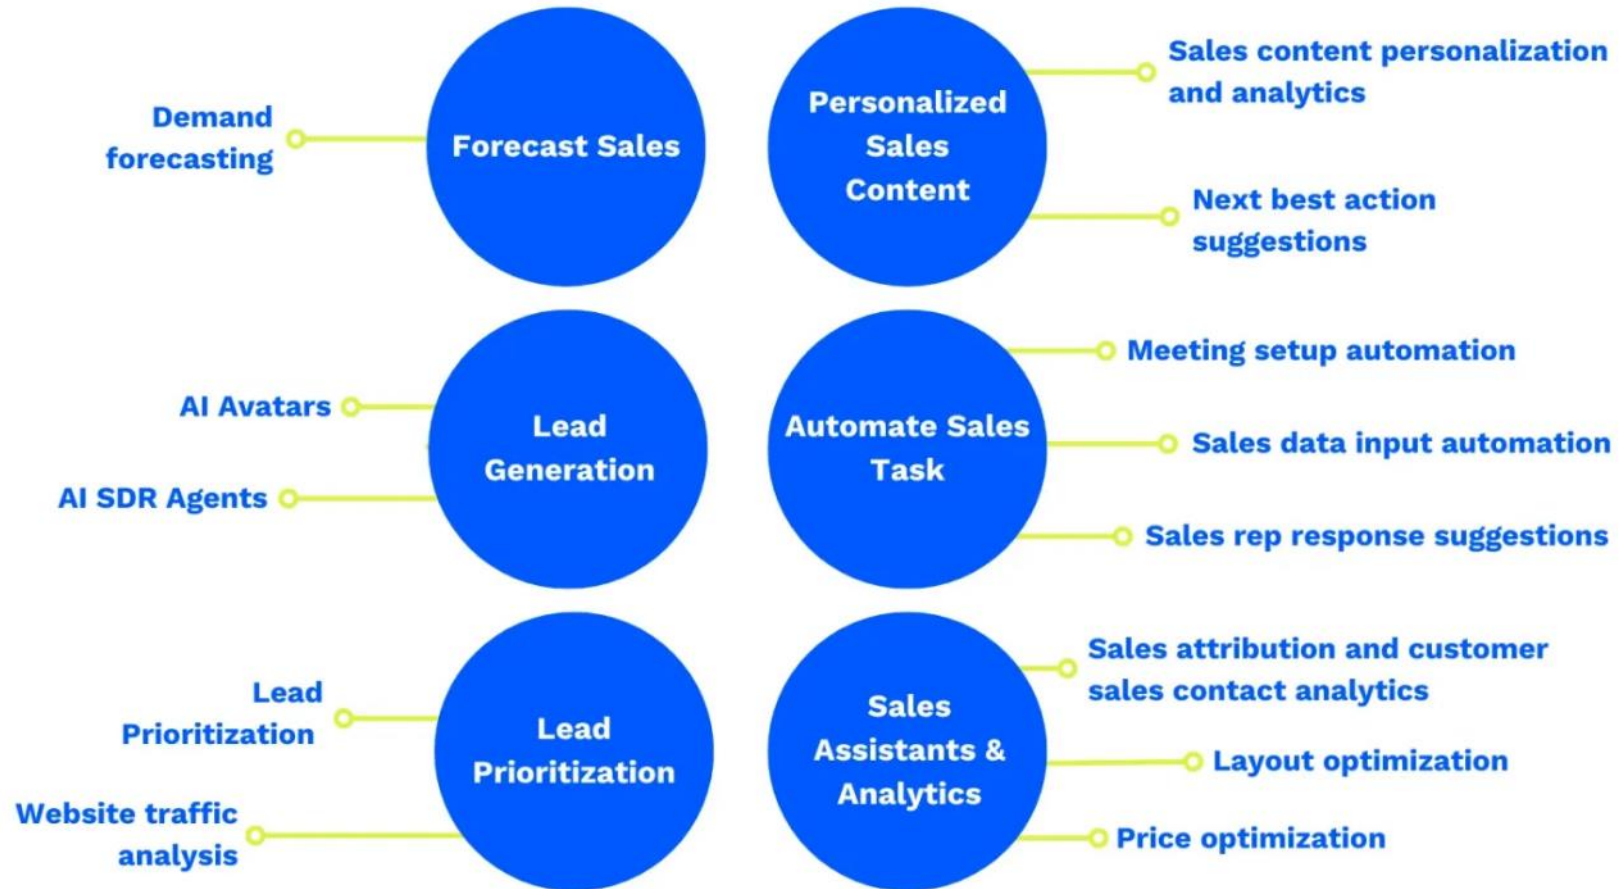 Demand
forecasting
Forecast Sales
Personalized
Sales
Content
Sales content personalization
and analytics
Next best action
suggestions
AI Avatars
AI SDR Agents
Lead
Generation
Automate Sales
Task
Meeting setup automation
Sales data input automation
Sales rep response suggestions
Lead
Prioritization
Website traffic
analysis
Lead
Prioritization
Sales
Assistants &
Analytics
Sales attribution and customer
sales contact analytics
Layout optimization
Price optimization